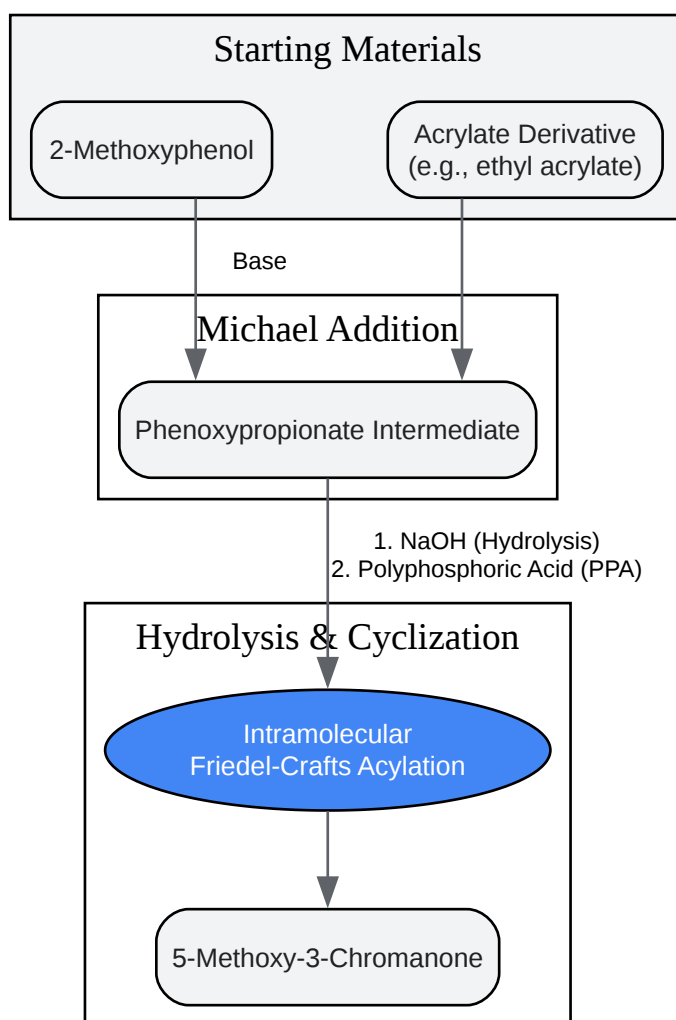 Starting Materials
2-Methoxyphenol
Acrylate Derivative
(e.g., ethyl acrylate)
Base
Michael Addition
Phenoxypropionate Intermediate
1. NaOH (Hydrolysis)
2. Polyphosphoric Acid (PPA)
Hydrolysis & Cyclization
Intramolecular
Friedel-Crafts Acylation
5-Methoxy-3-Chromanone